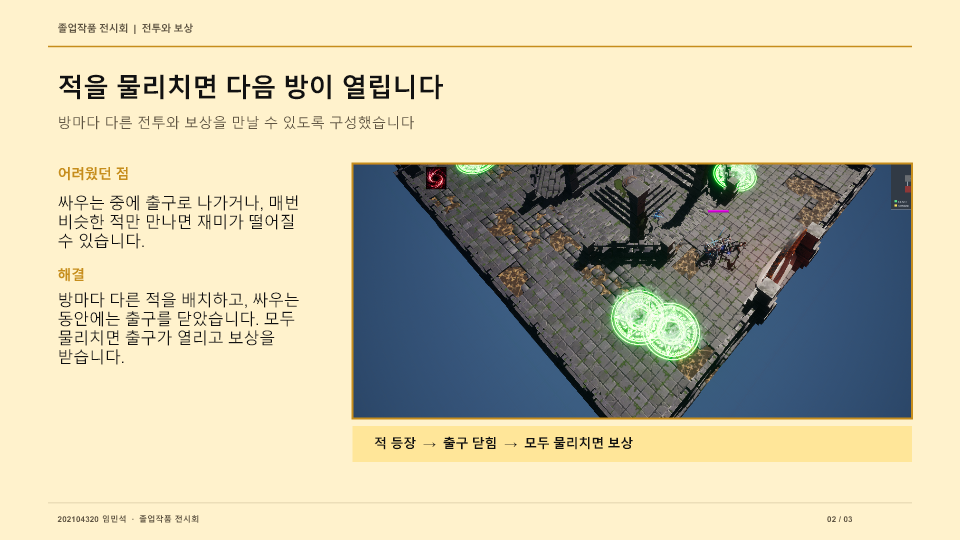 졸업작품 전시회 | 전투와 보상
적을 물리치면 다음 방이 열립니다
방마다 다른 전투와 보상을 만날 수 있도록 구성했습니다
어려웠던 점
싸우는 중에 출구로 나가거나, 매번
비슷한 적만 만나면 재미가 떨어질
수 있습니다.
해결
방마다 다른 적을 배치하고, 싸우는
동안에는 출구를 닫았습니다. 모두
물리치면 출구가 열리고 보상을
받습니다.
적 등장 → 출구 닫힘 → 모두 물리치면 보상
202104320 임민석 · 졸업작품 전시회
02 / 03